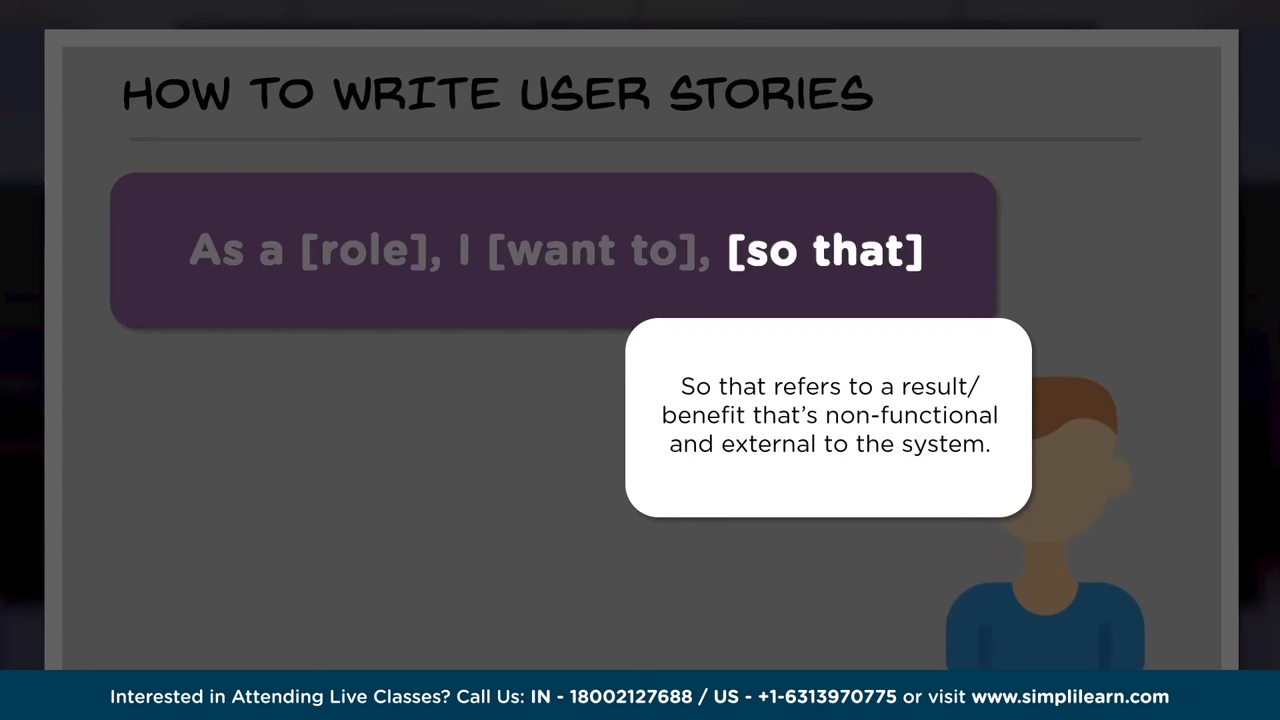 HOW TO WRITE USER STORIES
As a [role], I [want to], [so that]
So that refers to a result/
benefit that's non-functional
and external to the system.
Interested in Attending Live Classes? Call Us: IN - 18002127688 / US - +1-6313970775 or visit www.simplilearn.com